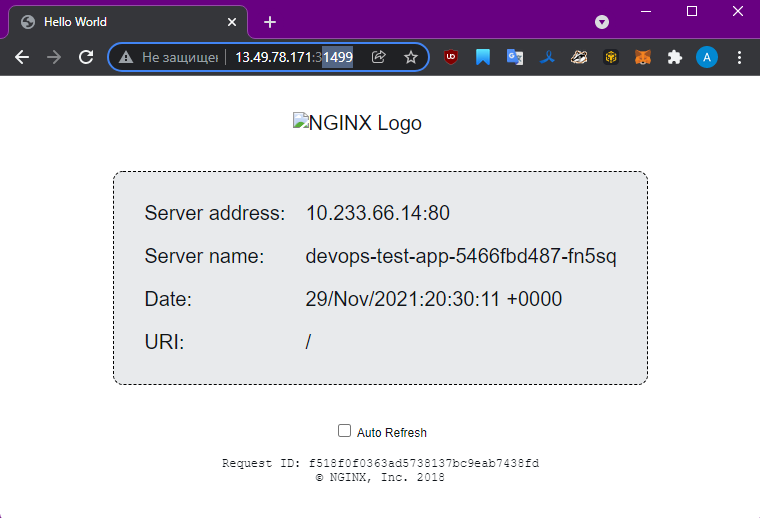 Hello World
Не защищен
13.49.78.171:31499
A
NGINX Logo
Server address: 10.233.66.14:80
Server name: devops-test-app-5466fbd487-fn5sq
Date: 29/Nov/2021:20:30:11 +0000
URI: /
Auto Refresh
Request ID: f518f0f0363ad5738137bc9eab7438fd
© NGINX, Inc. 2018